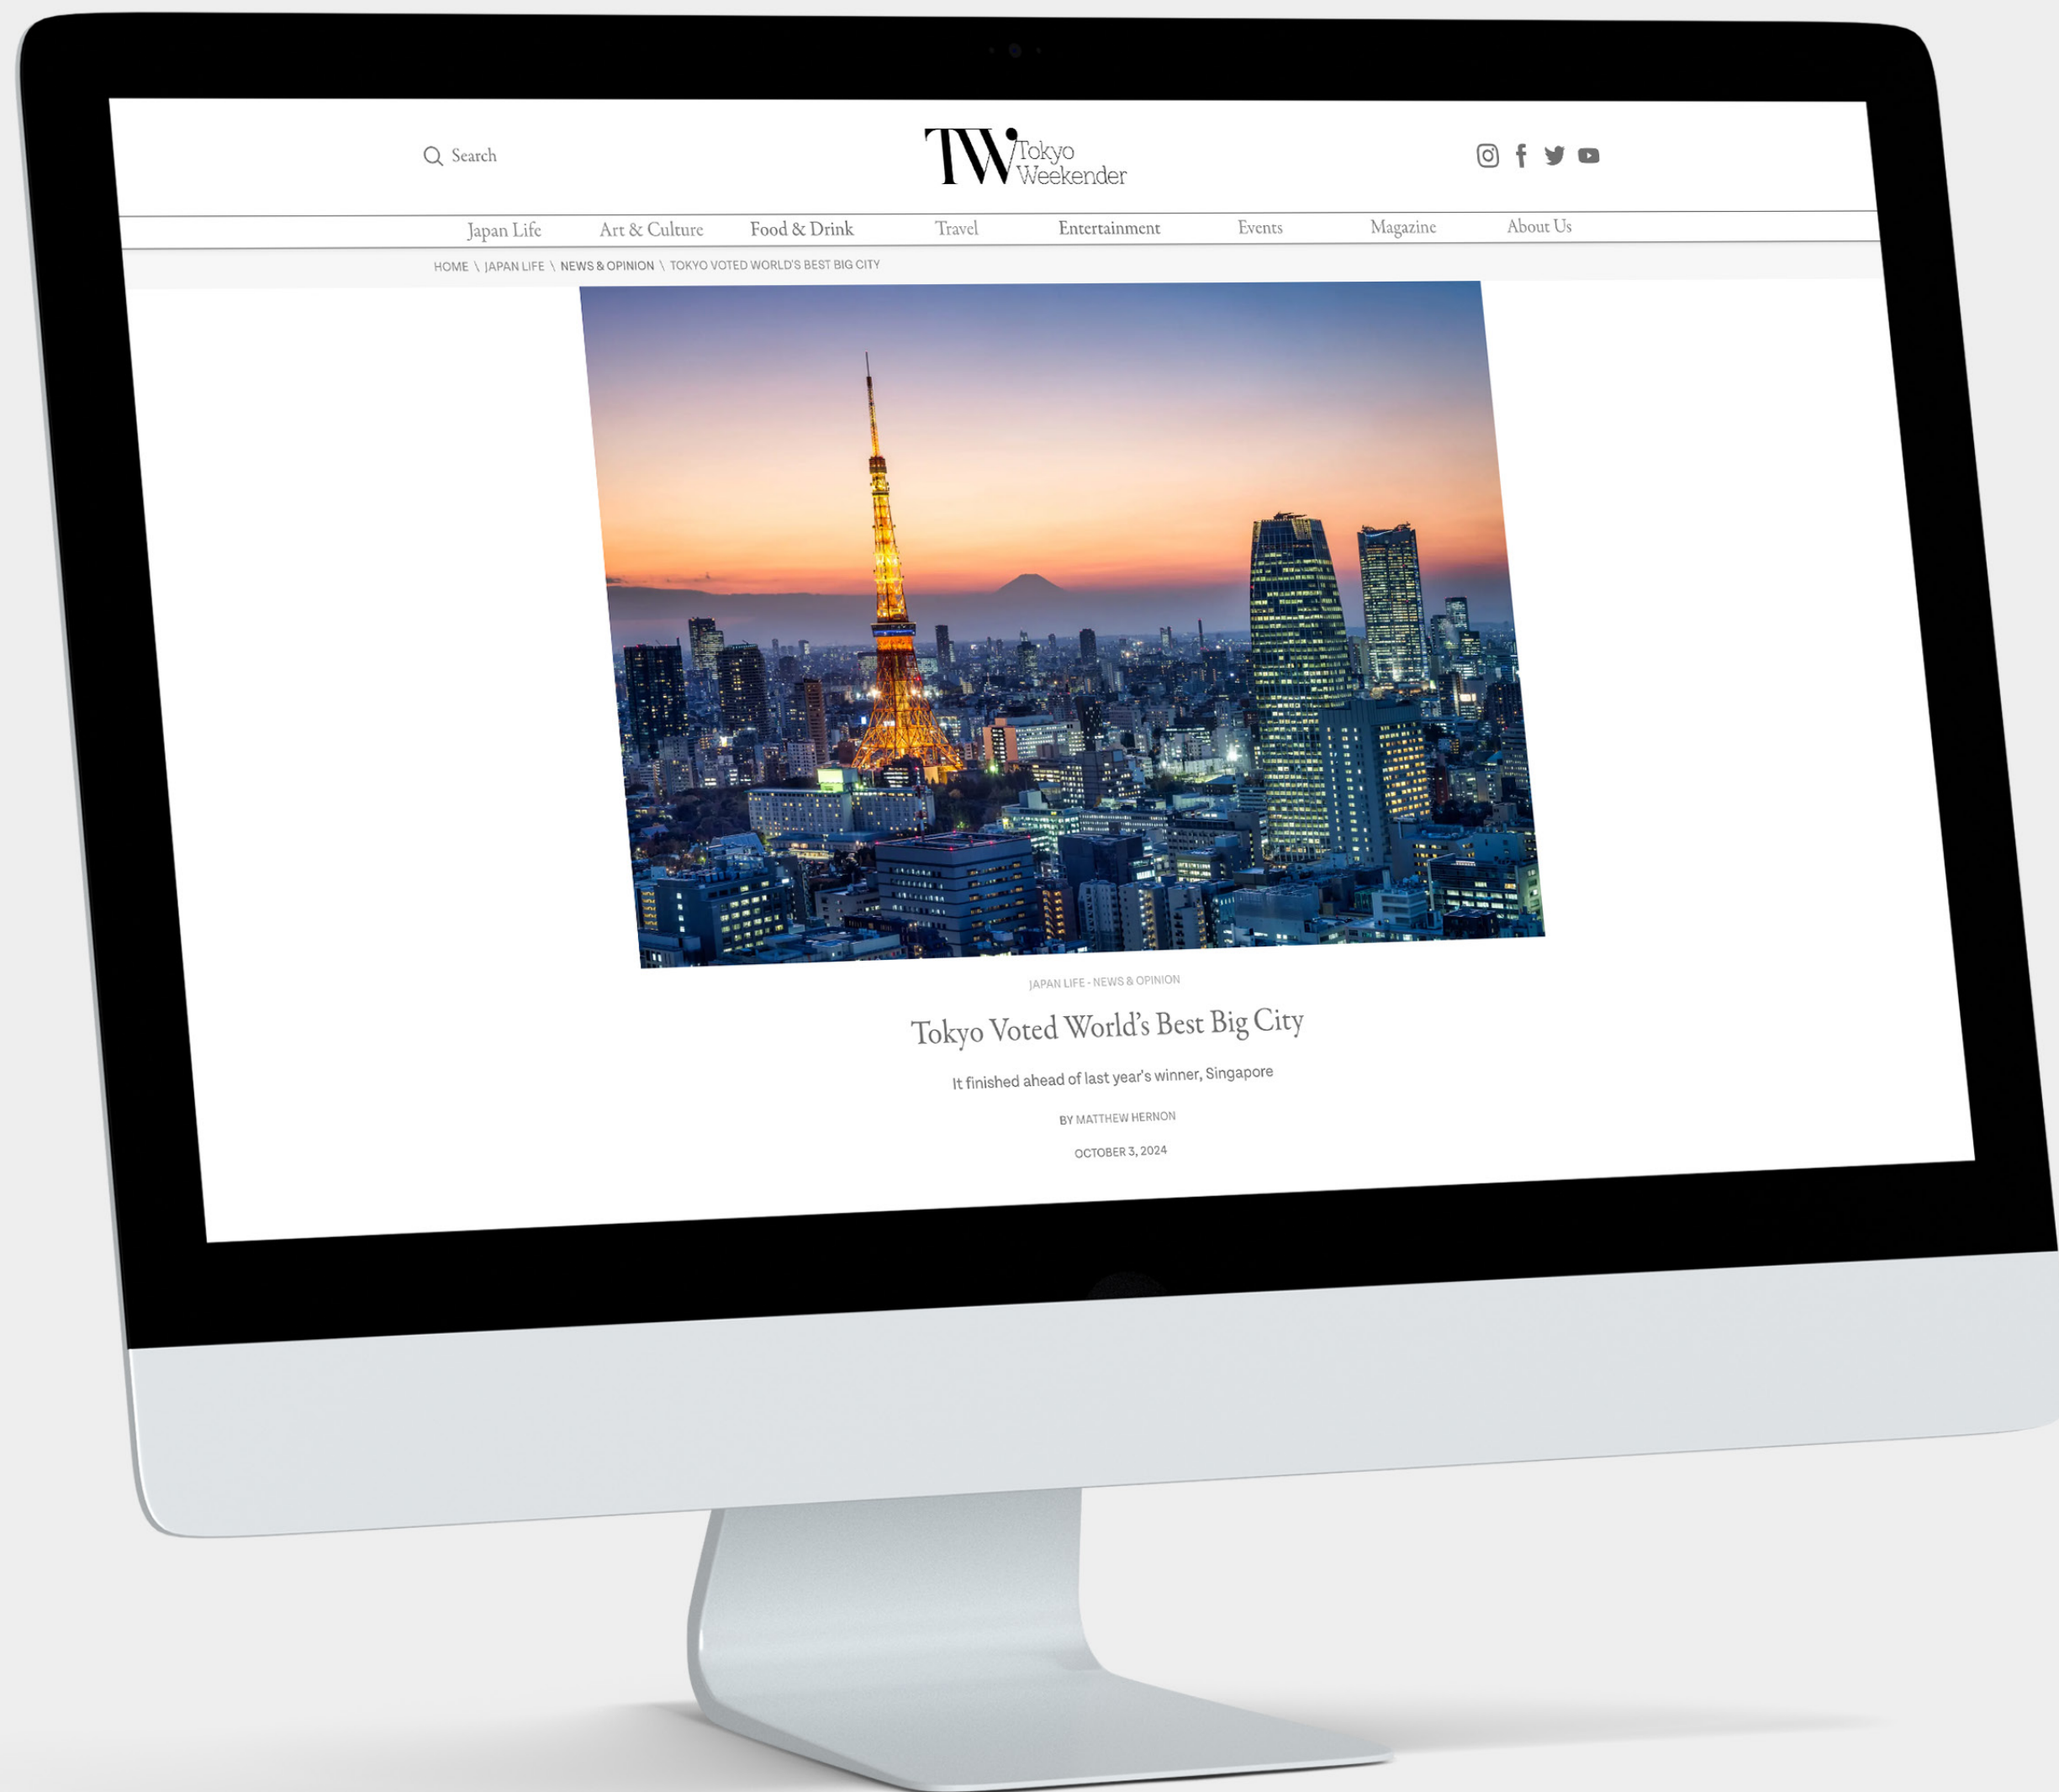 Search
TW Tokyo
Weekender
Japan Life Art & Culture Food & Drink Travel Entertainment Events Magazine About Us
HOME \ JAPAN LIFE \ NEWS & OPINION \ TOKYO VOTED WORLD'S BEST BIG CITY
JAPAN LIFE - NEWS & OPINION
Tokyo Voted World’s Best Big City
It finished ahead of last year's winner, Singapore
BY MATTHEW HERNON
OCTOBER 3, 2024